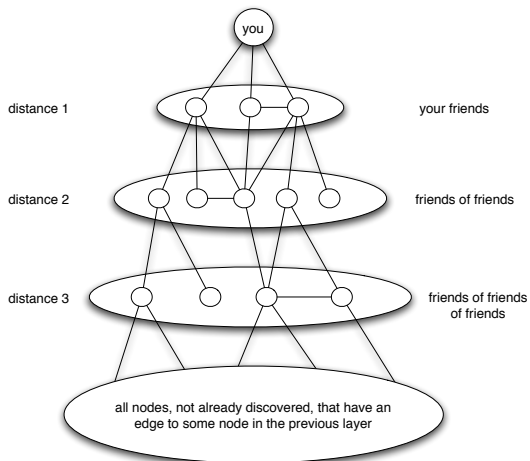 you
distance 1
your friends
distance 2
friends of friends
distance 3
friends of friends
of friends
all nodes, not already discovered, that have an
edge to some node in the previous layer